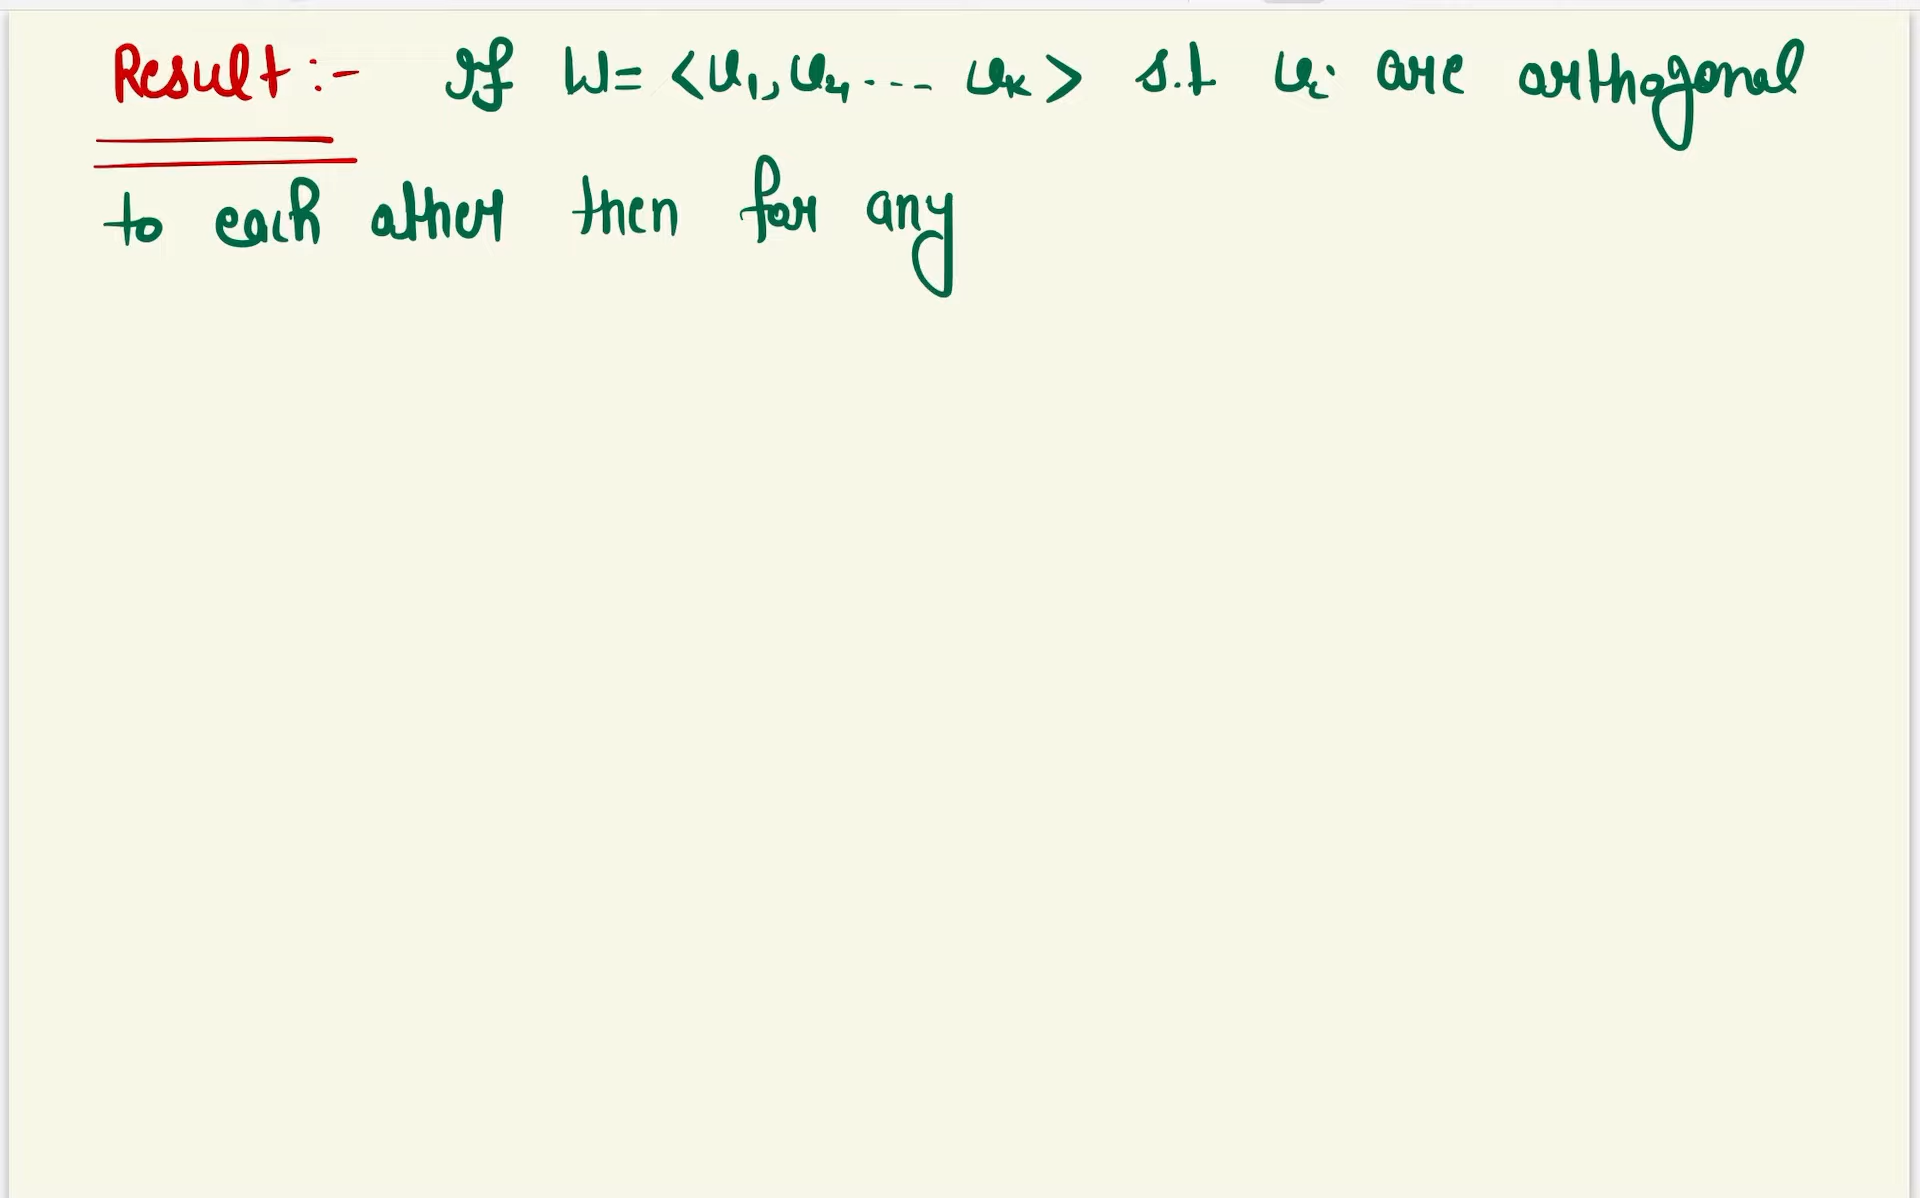 Result :- If W = <u₁, u₂, --- uₖ> s.t uᵢ are orthogonal
to each other then for any